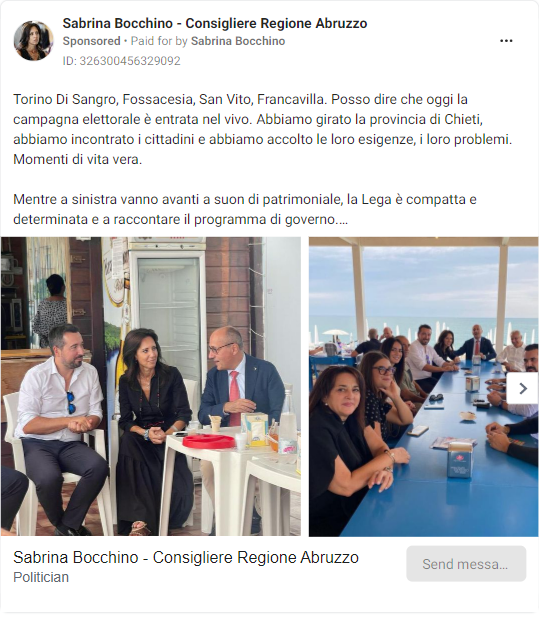 Sabrina Bocchino - Consigliere Regione Abruzzo
Sponsored • Paid for by Sabrina Bocchino
ID: 326300456329092
Torino Di Sangro, Fossacesia, San Vito, Francavilla. Posso dire che oggi la
campagna elettorale è entrata nel vivo. Abbiamo girato la provincia di Chieti,
abbiamo incontrato i cittadini e abbiamo accolto le loro esigenze, i loro problemi.
Momenti di vita vera.
Mentre a sinistra vanno avanti a suon di patrimoniale, la Lega è compatta e
determinata e a raccontare il programma di governo....
Sabrina Bocchino - Consigliere Regione Abruzzo
Politician
Send messa...